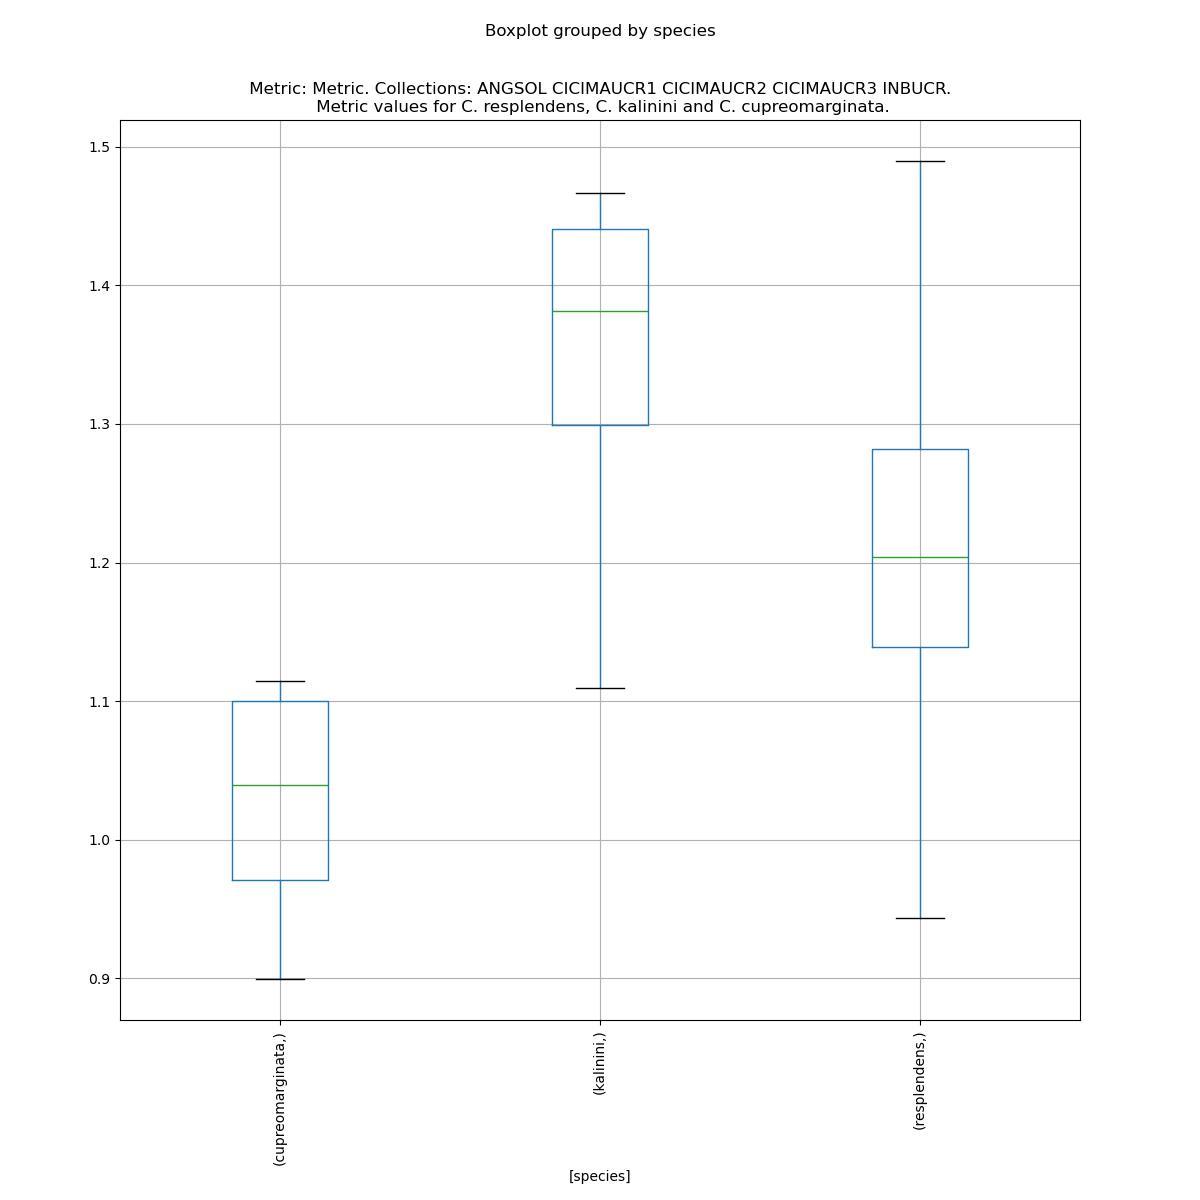 Boxplot grouped by species
Metric: Metric. Collections: ANGSOL CICIMAUCR1 CICIMAUCR2 CICIMAUCR3 INBUCR.
Metric values for C. resplendens, C. kalinini and C. cupreomarginata.
1.5
1.4
1.3
1.2
1.1
1.0
0.9
(cupreomarginata,)
(kalinini,)
(resplendens,)
[species]